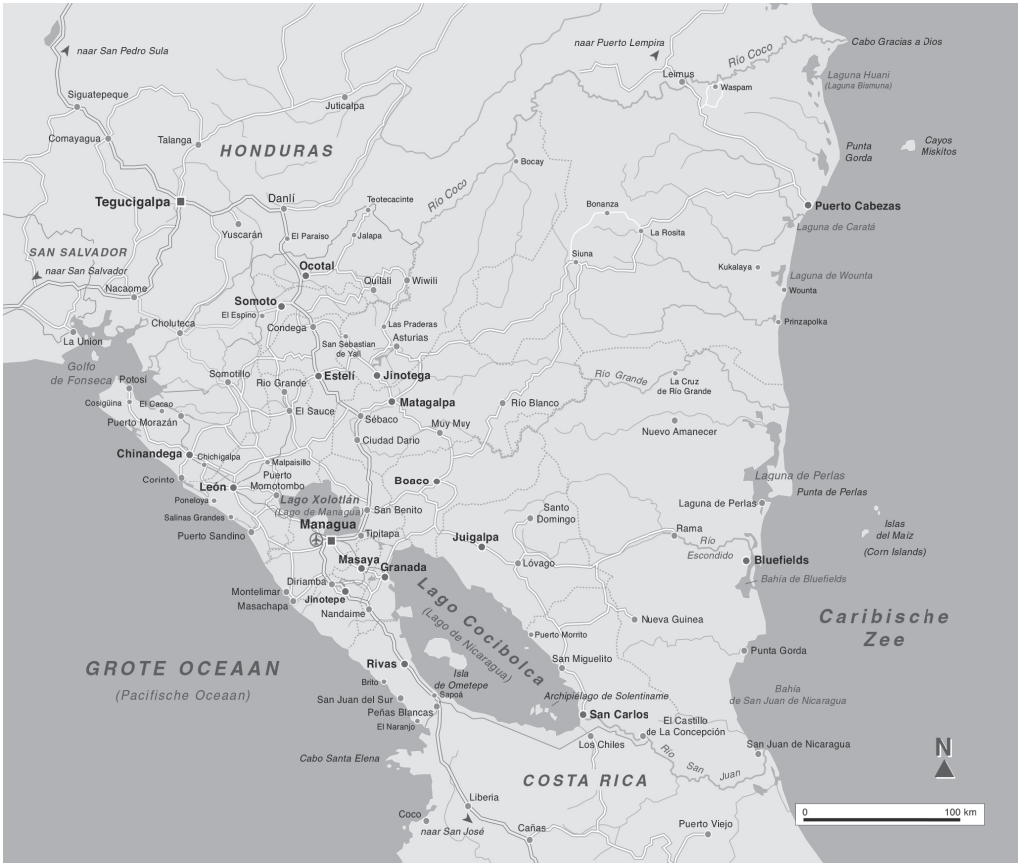 naar San Pedro Sula
naar Puerto Lempira
Río Coco
Cabo Gracias a Dios
Leimus
Waspam
Laguna Huani
(Laguna Bismuna)
Siguatepeque
Juticalpa
Comayagua
Talanga
HONDURAS
Punta
Gorda
Cayos
Miskitos
Bocay
Tegucigalpa
Danlí
Teotecacinte
Río Coco
Bonanza
Puerto Cabezas
Yuscarán
El Paraiso
Jalapa
La Rosita
Laguna de Caratá
SAN SALVADOR
naar San Salvador
Siuna
Ocotal
Kukalaya
Laguna de Wounta
Nacaome
Quilali
Wiwili
Wounta
Somoto
El Espino
Choluteca
Condega
Las Praderas
Prinzapolka
La Union
San Sebastian
de Yalí
Asturias
Golfo
de Fonseca
Potosí
Somotillo
Rio Grande
Estelí
Jinotega
Río Grande
La Cruz
de Río Grande
Cosigüina
El Cacao
Matagalpa
Río Blanco
Puerto Morazán
El Sauce
Sébaco
Muy Muy
Nuevo Amanecer
Ciudad Dario
Chinandega
Chichigalpa
Malpaisillo
Corinto
León
Puerto
Momotombo
Boaco
Laguna de Perlas
Punta de Perlas
Poneloya
Lago Xolotlán
(Lago de Managua)
San Benito
Laguna de Perlas
Salinas Grandes
Managua
Santo
Domingo
Islas
del Maíz
(Corn Islands)
Puerto Sandino
Tipitapa
Juigalpa
Rama
Río
Escondido
Masaya
Granada
Lóvago
Bluefields
Diriamba
Bahía de Bluefields
Montelimar
Jinotepe
Masachapa
Nandaime
Lago Cocibolca
(Lago de Nicaragua)
Nueva Guinea
Caribische
Zee
Puerto Morrito
GROTE OCEAAN
(Pacifische Oceaan)
Rivas
San Miguelito
Punta Gorda
Brito
Isla
de Ometepe
Sapoá
Archipiélago de Solentiname
Bahía
de San Juan de Nicaragua
San Juan del Sur
Peñas Blancas
El Naranjo
San Carlos
El Castillo
de La Concepción
Los Chiles
San Juan de Nicaragua
Cabo Santa Elena
Río San Juan
N
COSTA RICA
Liberia
0 100 km
Coco
naar San José
Cañas
Puerto Viejo